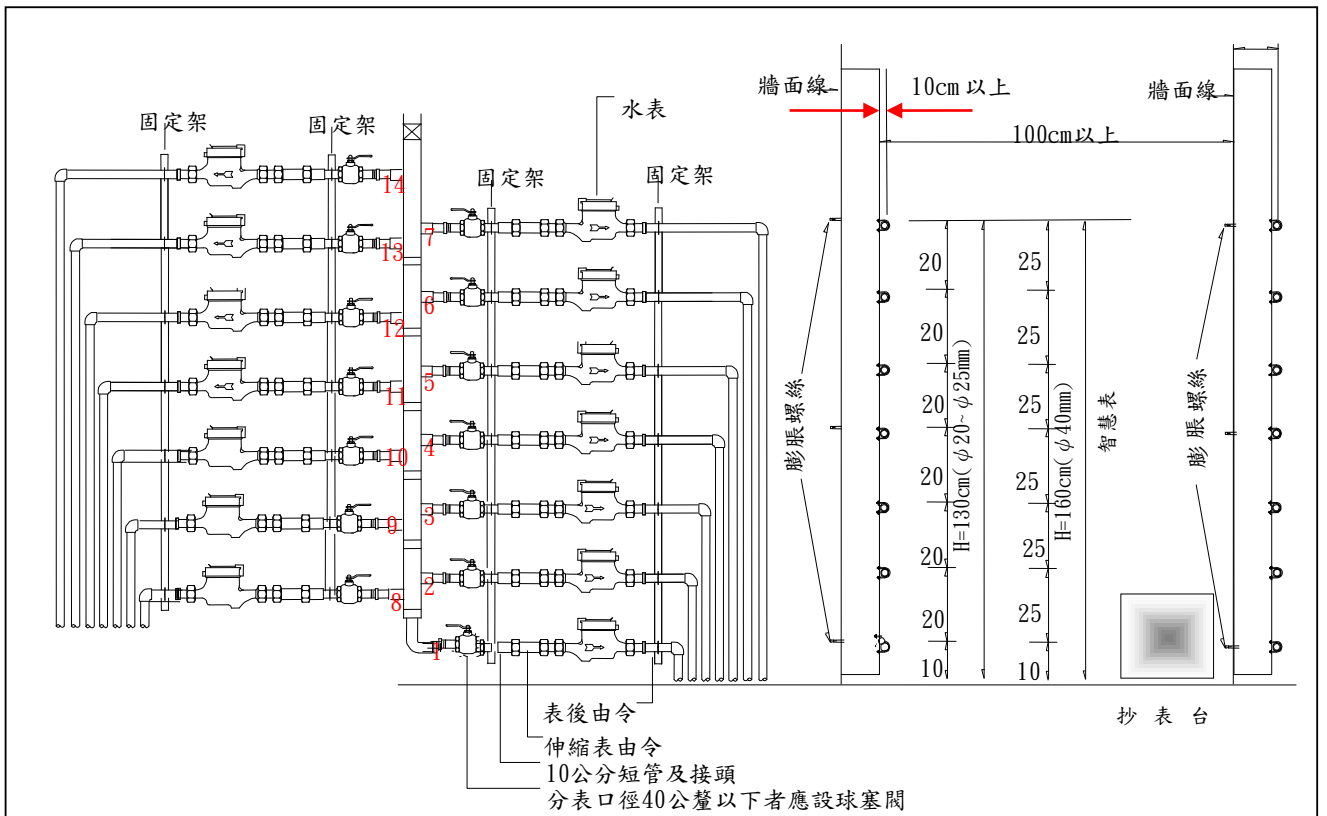 固定架
固定架
水表
牆面線
10cm以上
牆面線
100cm以上
固定架
固定架
14
13
12
11
10
9
8
7
6
5
4
3
2
1
膨脹螺絲
20
20
20
20
20
20
10
H=130cm(φ20~φ25mm)
25
25
25
25
25
25
10
H=160cm(φ40mm)
智慧表
膨脹螺絲
抄表台
表後由令
伸縮表由令
10公分短管及接頭
分表口徑40公釐以下者應設球塞閥